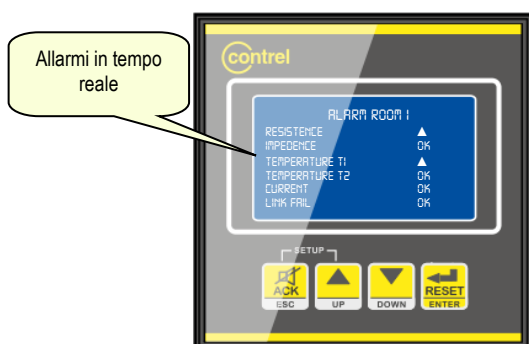 Allarmi in tempo
reale
contrel
ALARM ROOM 1
RESISTENCE ▲
IMPEDENCE OK
TEMPERATURE T1 ▲
TEMPERATURE T2 OK
CURRENT OK
LINK FAIL OK
SETUP
ACK RESET
ESC UP DOWN ENTER